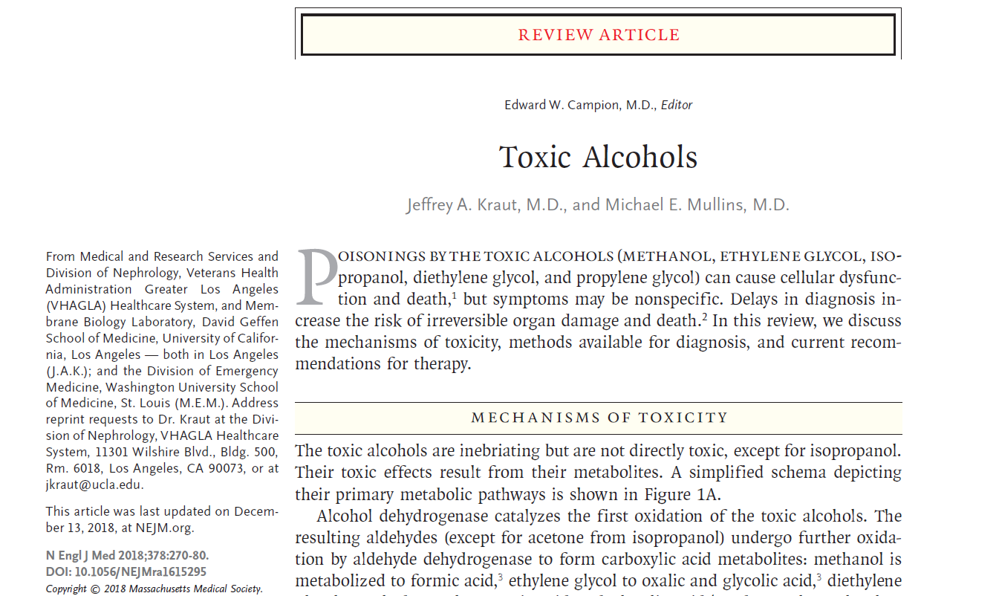 REVIEW ARTICLE
Edward W. Campion, M.D., Editor
Toxic Alcohols
Jeffrey A. Kraut, M.D., and Michael E. Mullins, M.D.
From Medical and Research Services and
Division of Nephrology, Veterans Health
Administration Greater Los Angeles
(VHAGLA) Healthcare System, and Mem-
brane Biology Laboratory, David Geffen
School of Medicine, University of Califor-
nia, Los Angeles — both in Los Angeles
(J.A.K.); and the Division of Emergency
Medicine, Washington University School
of Medicine, St. Louis (M.E.M.). Address
reprint requests to Dr. Kraut at the Divi-
sion of Nephrology, VHAGLA Healthcare
System, 11301 Wilshire Blvd., Bldg. 500,
Rm. 6018, Los Angeles, CA 90073, or at
jkraut@ucla.edu.
This article was last updated on Decem-
ber 13, 2018, at NEJM.org.
N Engl J Med 2018;378:270-80.
DOI: 10.1056/NEJMra1615295
Copyright © 2018 Massachusetts Medical Society.
POISONINGS BY THE TOXIC ALCOHOLS (METHANOL, ETHYLENE GLYCOL, ISO-
propanol, diethylene glycol, and propylene glycol) can cause cellular dysfunc-
tion and death,1 but symptoms may be nonspecific. Delays in diagnosis in-
crease the risk of irreversible organ damage and death.2 In this review, we discuss
the mechanisms of toxicity, methods available for diagnosis, and current recom-
mendations for therapy.
MECHANISMS OF TOXICITY
The toxic alcohols are inebriating but are not directly toxic, except for isopropanol.
Their toxic effects result from their metabolites. A simplified schema depicting
their primary metabolic pathways is shown in Figure 1A.
Alcohol dehydrogenase catalyzes the first oxidation of the toxic alcohols. The
resulting aldehydes (except for acetone from isopropanol) undergo further oxida-
tion by aldehyde dehydrogenase to form carboxylic acid metabolites: methanol is
metabolized to formic acid,3 ethylene glycol to oxalic and glycolic acid,3 diethylene